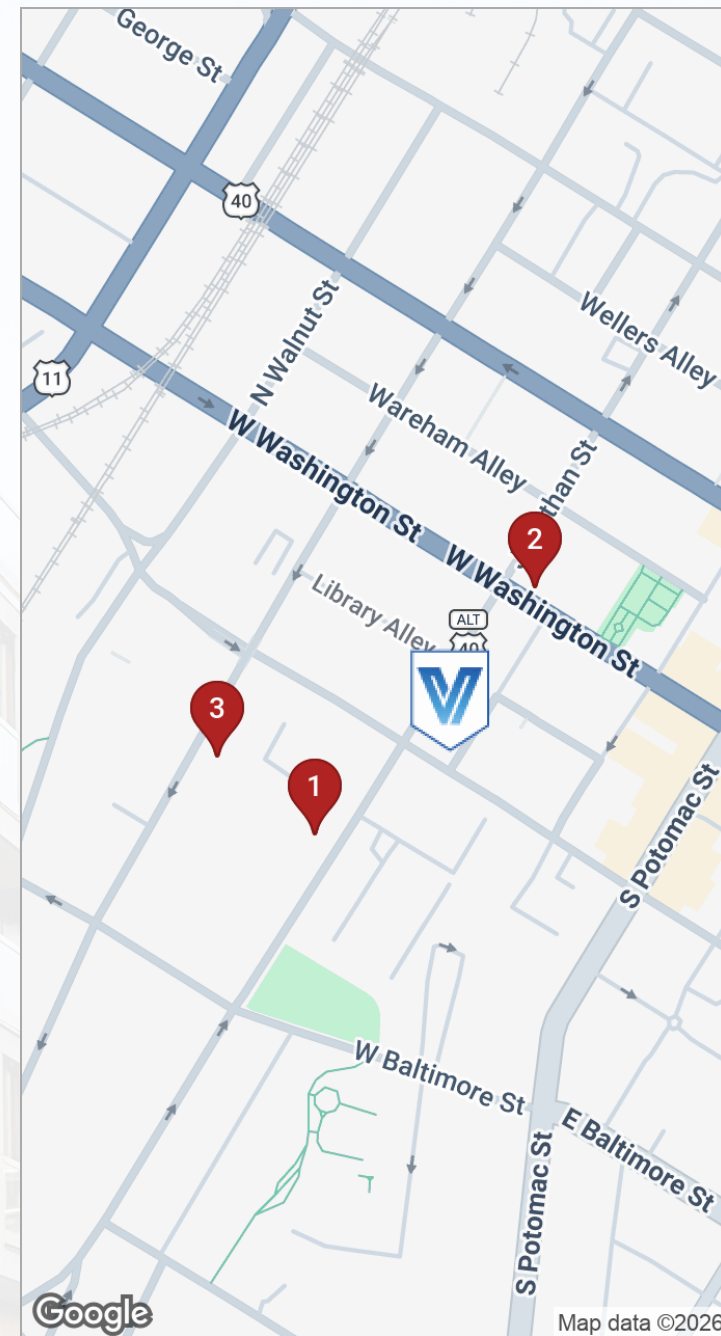 George St
40
Wellers Alley
11
N Walnut St
Wareham Alley
W Washington St
2
W Washington St
Library Alley
ALT
40
3
1
S Potomac St
W Baltimore St
E Baltimore St
S Potomac St
Google
Map data ©2026